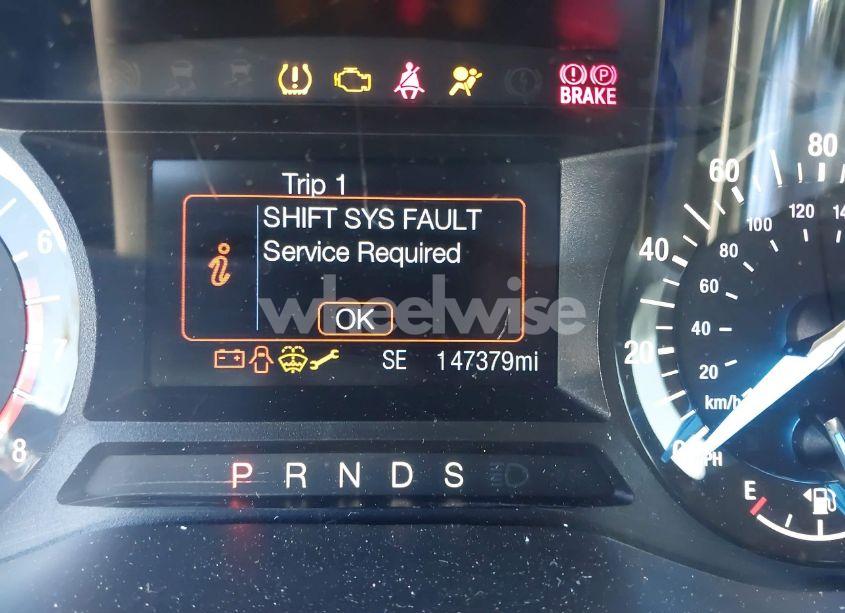 BRAKE
Trip 1
SHIFT SYS FAULT
Service Required
OK
wheelwise
SE 147379mi
P R N D S
6
7
8
0 20 40 60 80
20 40 60 80 100 120
km/h
E